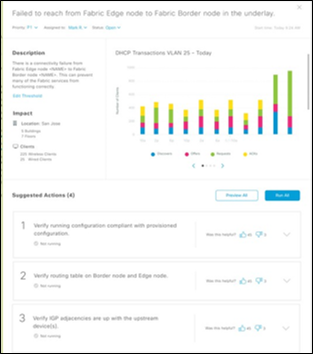 Failed to reach from Fabric Edge node to Fabric Border node in the underlay.
Priority: P1 Assigned to: Mark R Status: Open
Description
There is a connectivity failure from
Fabric Edge node <NAME> to Fabric
Border node <NAME>. This can prevent
many of the Fabric services from
functioning correctly.
Edit Threshold
Impact
Location: San Jose
5 Buildings
7 Floors
Clients
Wireless Clients
Wired Clients
DHCP Transactions VLAN 25 - Today
Number of Clients
Discovers
Offers
Requests
ACKs
Suggested Actions (4)
Preview All
Run All
1 Verify running configuration compliant with provisioned
configuration.
Not running
Was this helpful?
2 Verify routing table on Border node and Edge node.
Not running
Was this helpful?
3 Verify IGP adjacencies are up with the upstream
device(s).
Not running
Was this helpful?